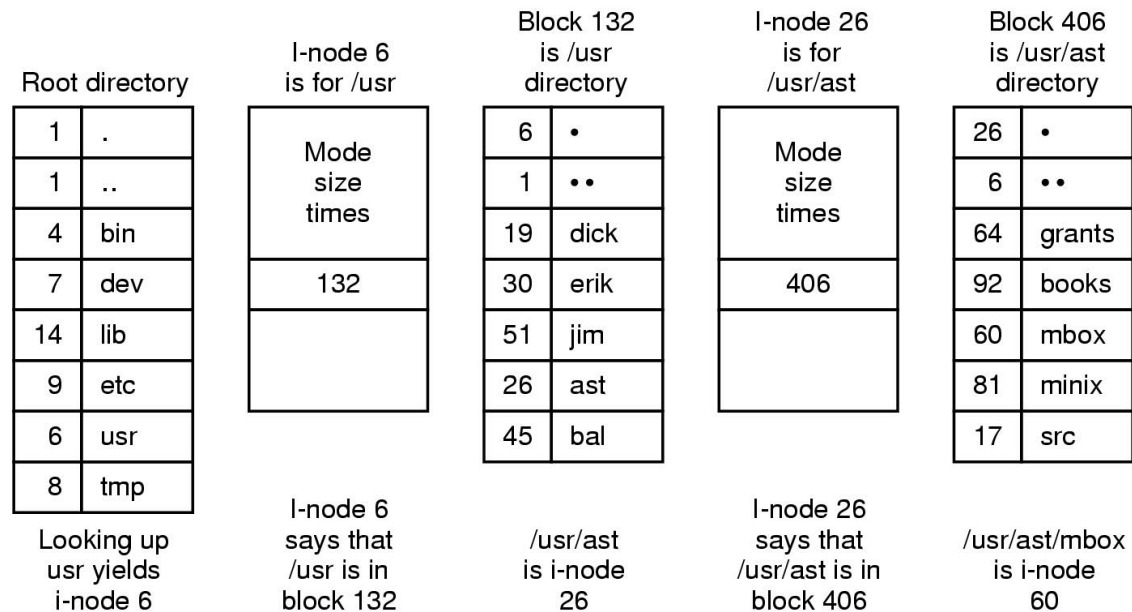 Root directory
1 .
1 ..
4 bin
7 dev
14 lib
9 etc
6 usr
8 tmp
Looking up
usr yields
i-node 6
I-node 6
is for /usr
Mode
size
times
132
I-node 6
says that
/usr is in
block 132
Block 132
is /usr
directory
6 •
1 ••
19 dick
30 erik
51 jim
26 ast
45 bal
/usr/ast
is i-node
26
I-node 26
is for
/usr/ast
Mode
size
times
406
I-node 26
says that
/usr/ast is in
block 406
Block 406
is /usr/ast
directory
26 •
6 ••
64 grants
92 books
60 mbox
81 minix
17 src
/usr/ast/mbox
is i-node
60